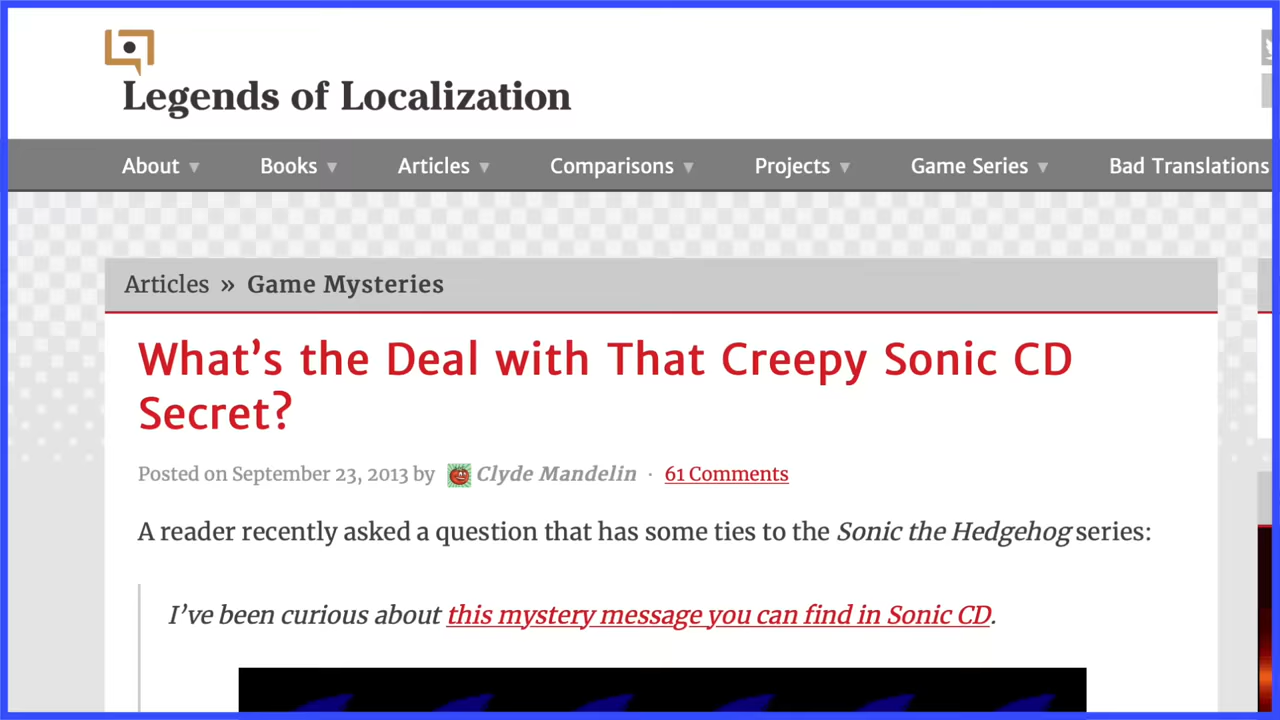 Legends of Localization
About ▼ Books ▼ Articles ▼ Comparisons ▼ Projects ▼ Game Series ▼ Bad Translations
Articles » Game Mysteries
What’s the Deal with That Creepy Sonic CD
Secret?
Posted on September 23, 2013 by Clyde Mandelin · 61 Comments
A reader recently asked a question that has some ties to the Sonic the Hedgehog series:
I’ve been curious about this mystery message you can find in Sonic CD.